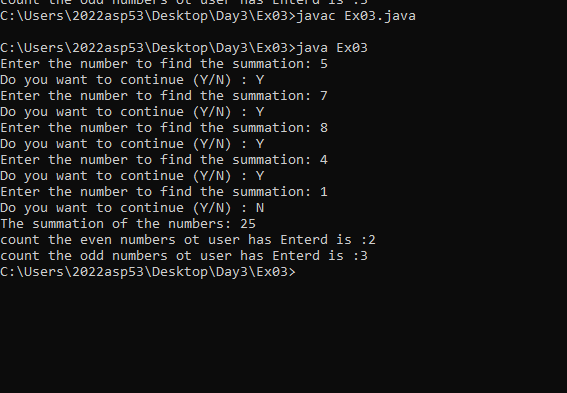 count the odd numbers ot user has Enterd is :3
C:\Users\2022asp53\Desktop\Day3\Ex03>javac Ex03.java
C:\Users\2022asp53\Desktop\Day3\Ex03>java Ex03
Enter the number to find the summation: 5
Do you want to continue (Y/N) : Y
Enter the number to find the summation: 7
Do you want to continue (Y/N) : Y
Enter the number to find the summation: 8
Do you want to continue (Y/N) : Y
Enter the number to find the summation: 4
Do you want to continue (Y/N) : Y
Enter the number to find the summation: 1
Do you want to continue (Y/N) : N
The summation of the numbers: 25
count the even numbers ot user has Enterd is :2
count the odd numbers ot user has Enterd is :3
C:\Users\2022asp53\Desktop\Day3\Ex03>